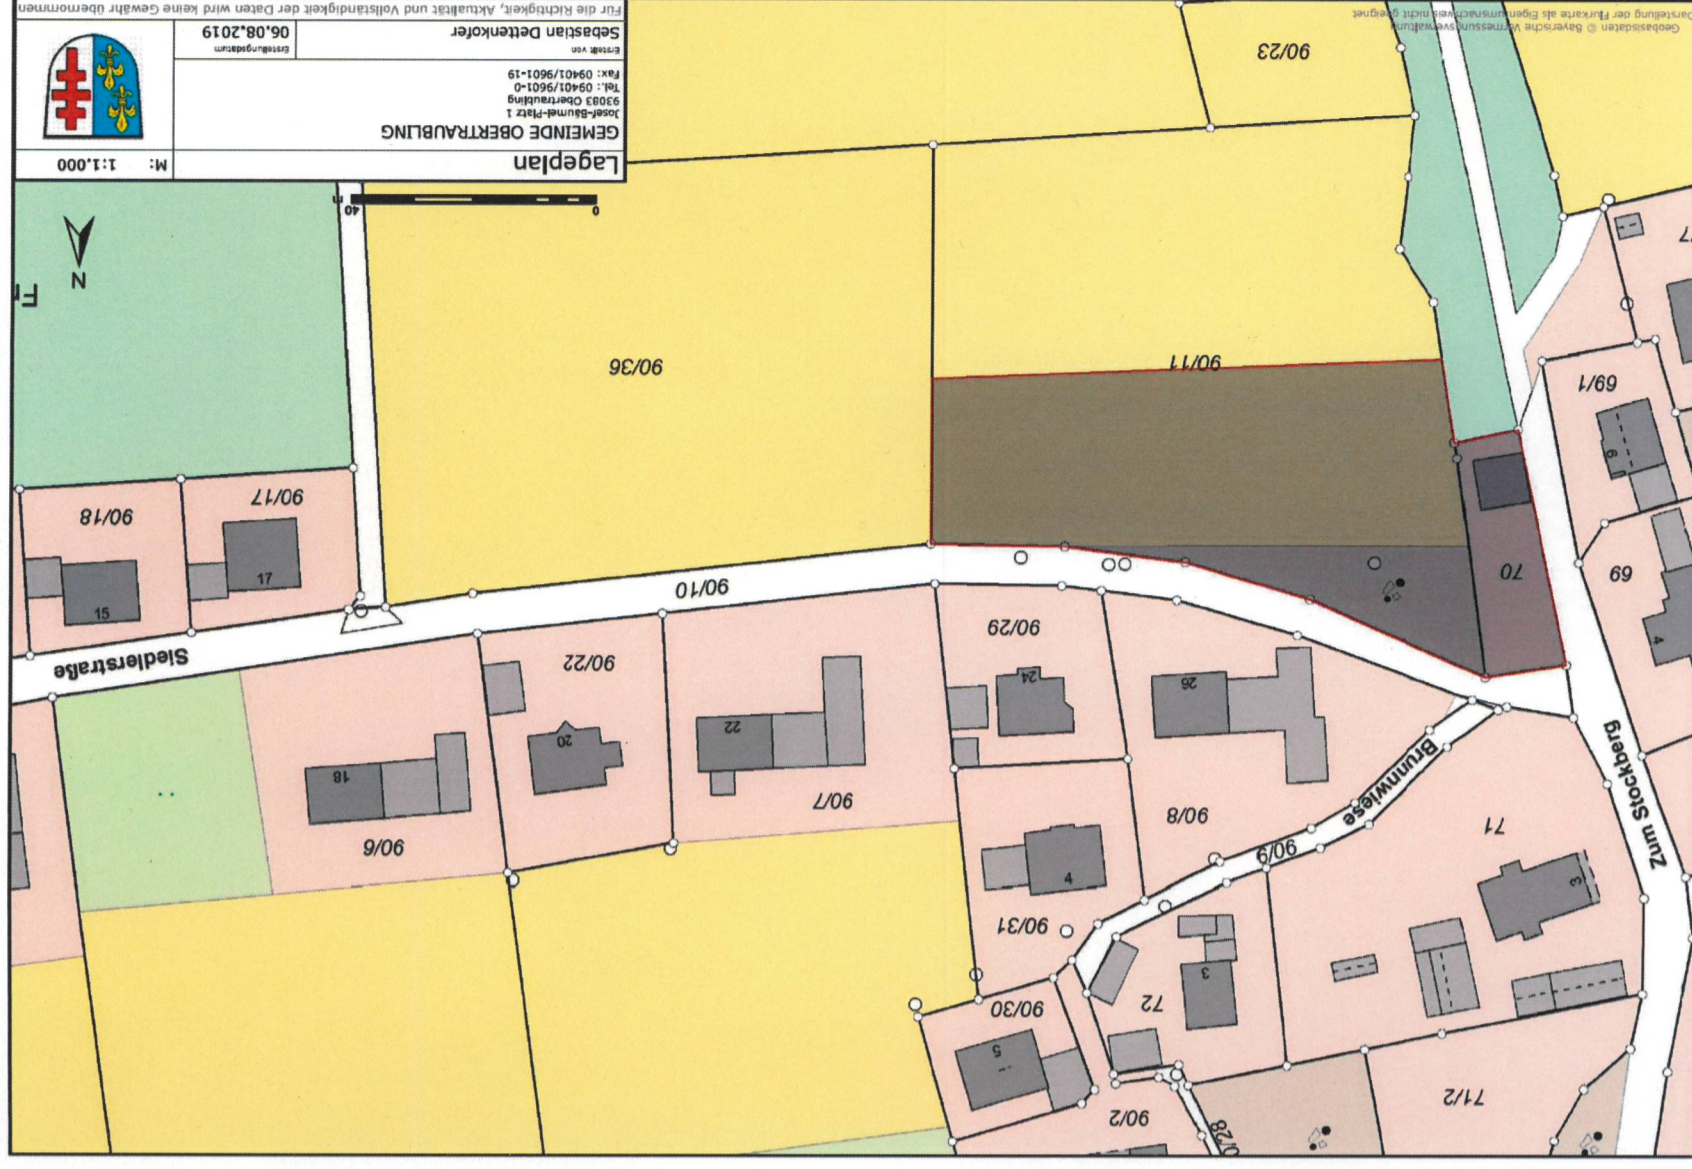 Siedlerstraße
Brunnwiese
Zum Stockberg
71/2
90/2
90/30
5
72
3
71
3
90/31
4
90/9
90/8
26
90/29
24
90/7
22
90/22
20
90/6
18
90/10
70
69
4
69/1
6
90/11
90/36
90/17
17
90/18
15
90/23
N
0
40
m
Lageplan
M: 1:1.000
GEMEINDE OBERTRAUBLING
Josef-Bäumel-Platz 1
93083 Obertraubling
Tel.: 09401/9601-0
Fax: 09401/9601-19
Erstellt von
Sebastian Dettenkofer
Erstellungsdatum
06.08.2019
Für die Richtigkeit, Aktualität und Vollständigkeit der Daten wird keine Gewähr übernommen
Geobasisdaten © Bayerische Vermessungsverwaltung
Darstellung der Flurkarte als Eigentumsnachweis nicht geeignet